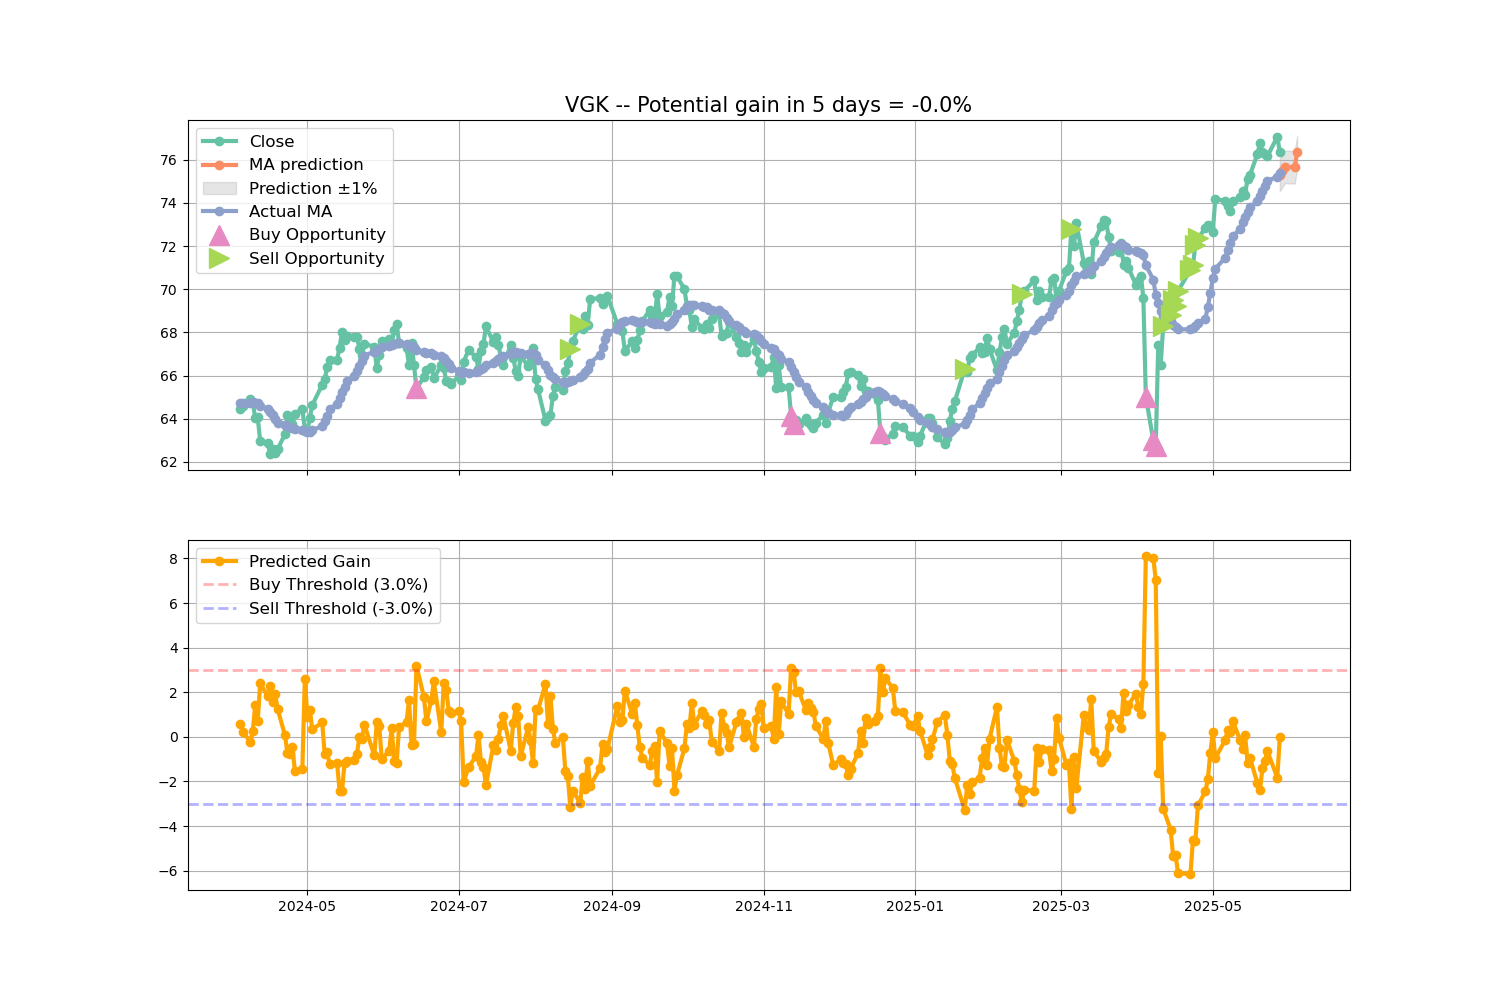 VGK -- Potential gain in 5 days = -0.0%
Close
MA prediction
Prediction ±1%
Actual MA
Buy Opportunity
Sell Opportunity
76
74
72
70
68
66
64
62
Predicted Gain
Buy Threshold (3.0%)
Sell Threshold (-3.0%)
8
6
4
2
0
−2
−4
−6
2024-05
2024-07
2024-09
2024-11
2025-01
2025-03
2025-05